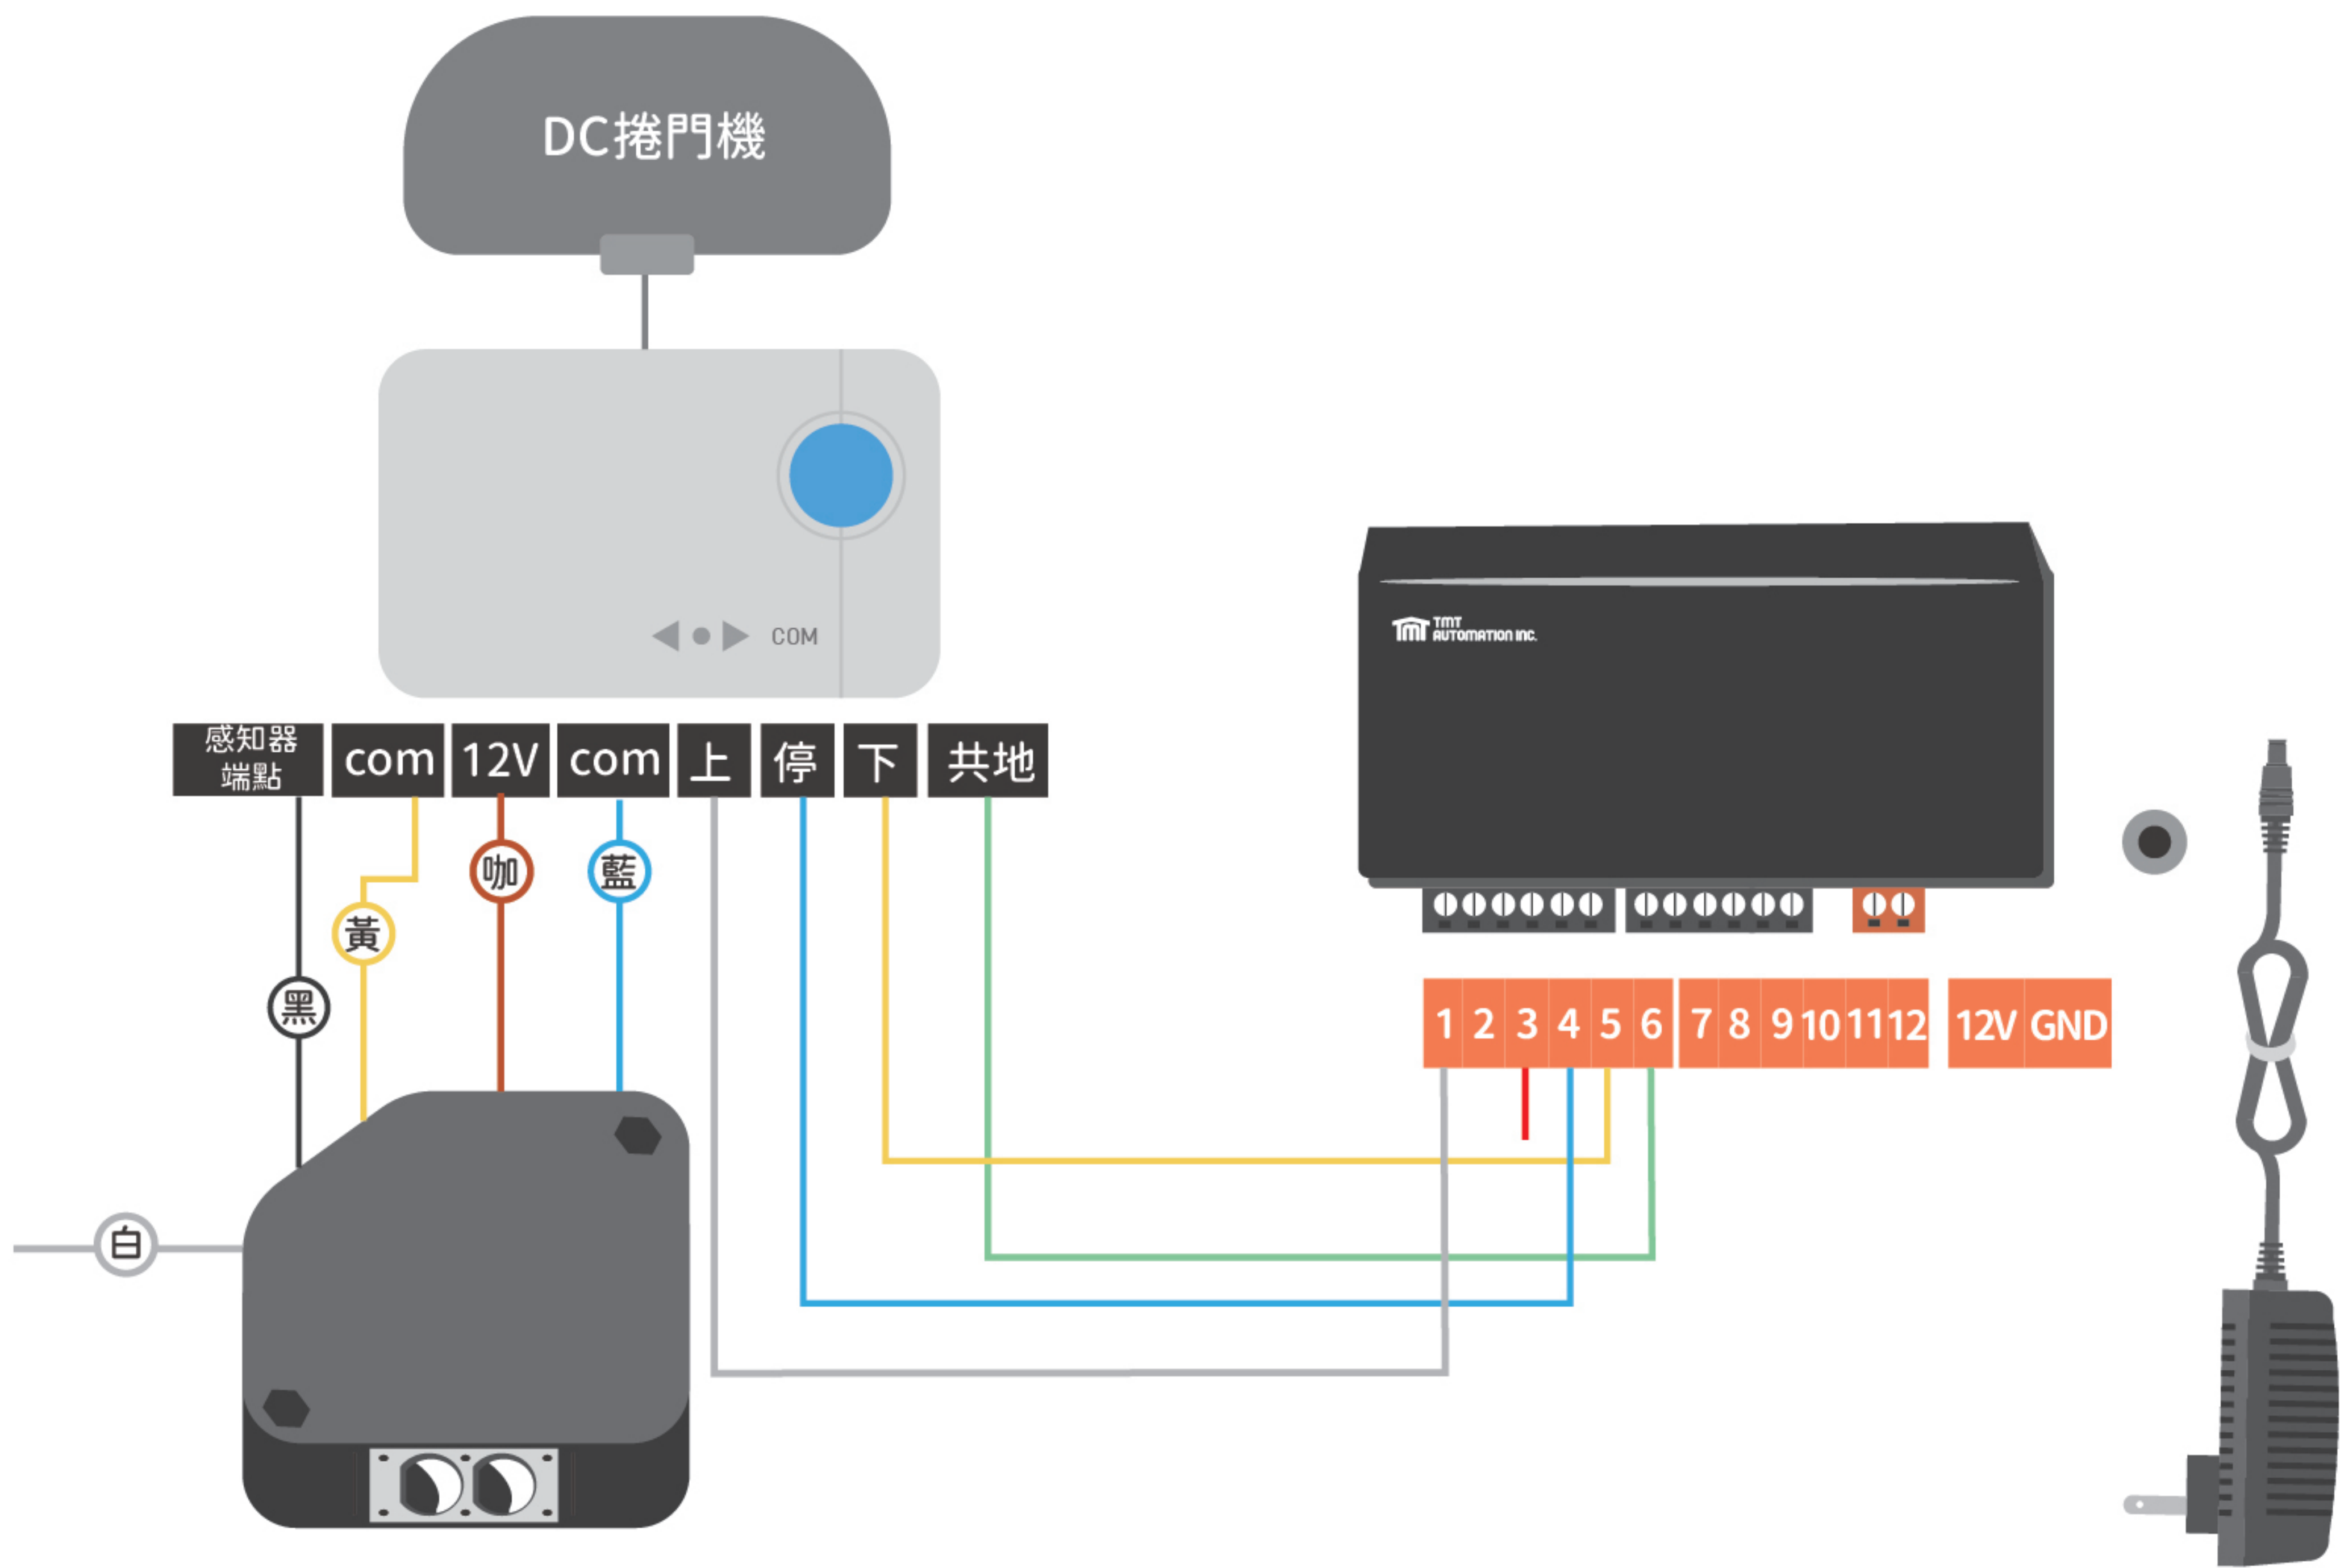 DC捲門機
COM
TMT
TMT
AUTOMATION INC.
感知器
端點
com
12V
com
上
停
下
共地
咖
藍
黃
黑
白
1 2 3 4 5 6 7 8 9 10 11 12 12V GND